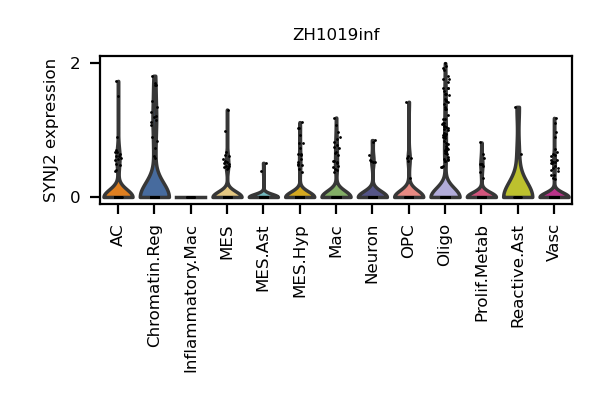 ZH1019inf
SYNJ2 expression
2
0
AC
Chromatin.Reg
Inflammatory.Mac
MES
MES.Ast
MES.Hyp
Mac
Neuron
OPC
Oligo
Prolif.Metab
Reactive.Ast
Vasc